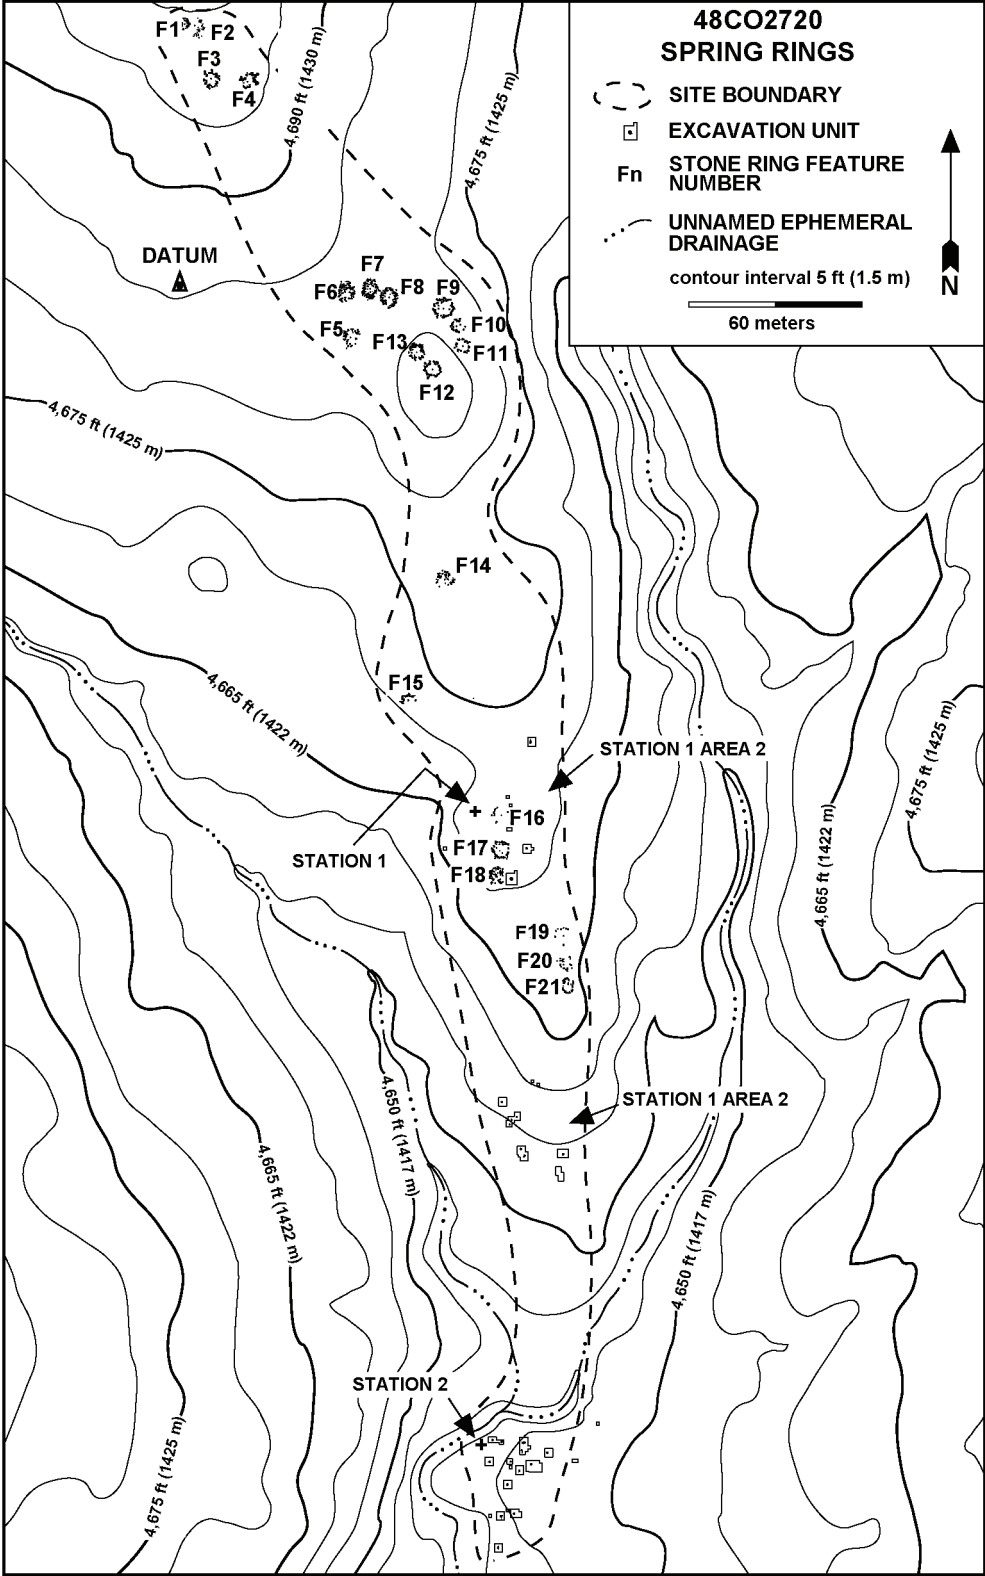 48CO2720
SPRING RINGS
SITE BOUNDARY
EXCAVATION UNIT
Fn
STONE RING FEATURE
NUMBER
UNNAMED EPHEMERAL
DRAINAGE
contour interval 5 ft (1.5 m)
60 meters
N
F1
F2
F3
F4
4,690 ft (1430 m)
4,675 ft (1425 m)
DATUM
F7
F6
F8
F9
F5
F10
F13
F11
F12
4,675 ft (1425 m)
F14
F15
4,665 ft (1422 m)
4,675 ft (1425 m)
STATION 1 AREA 2
F16
F17
STATION 1
F18
4,665 ft (1422 m)
F19
F20
F21
STATION 1 AREA 2
4,650 ft (1417 m)
4,665 ft (1422 m)
4,650 ft (1417 m)
STATION 2
4,675 ft (1425 m)